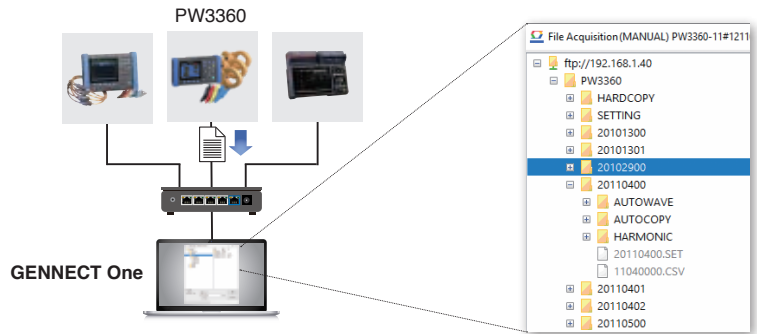 PW3360
GENNECT One
File Acquisition (MANUAL) PW3360-11#1211
ftp://192.168.1.40
PW3360
HARDCOPY
SETTING
20101300
20101301
20102900
20110400
AUTOWAVE
AUTOCOPY
HARMONIC
20110400.SET
11040000.CSV
20110401
20110402
20110500